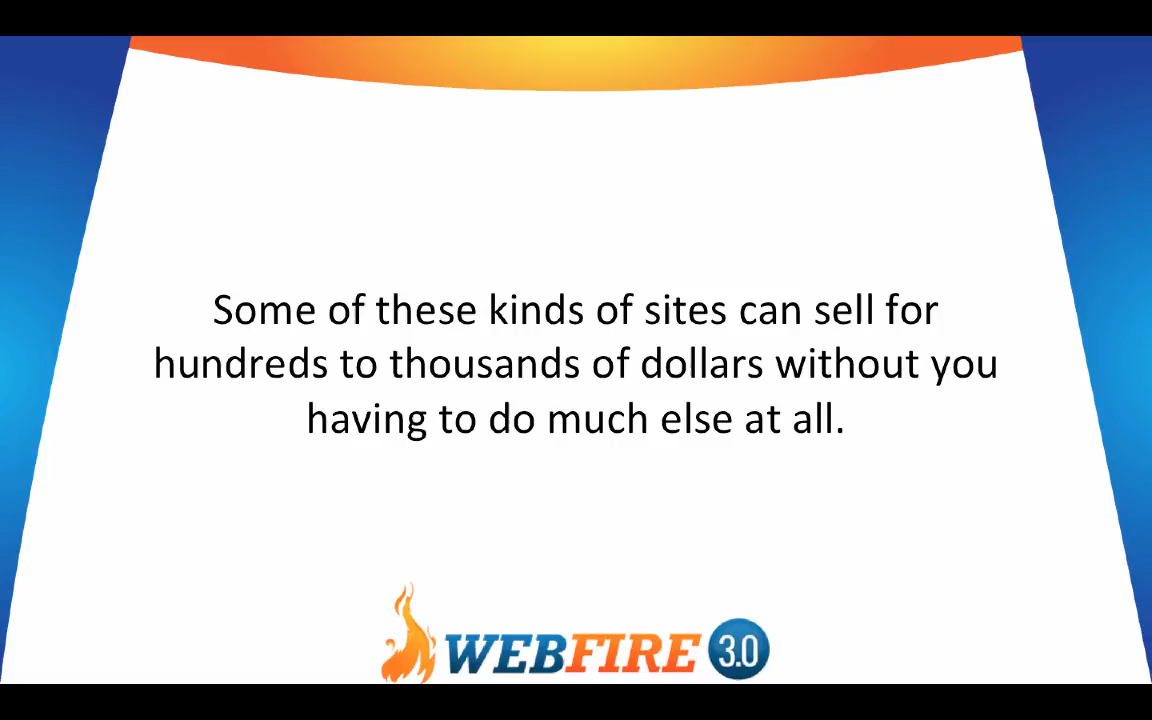 Some of these kinds of sites can sell for
hundreds to thousands of dollars without you
having to do much else at all.
WEBFIRE 3.0